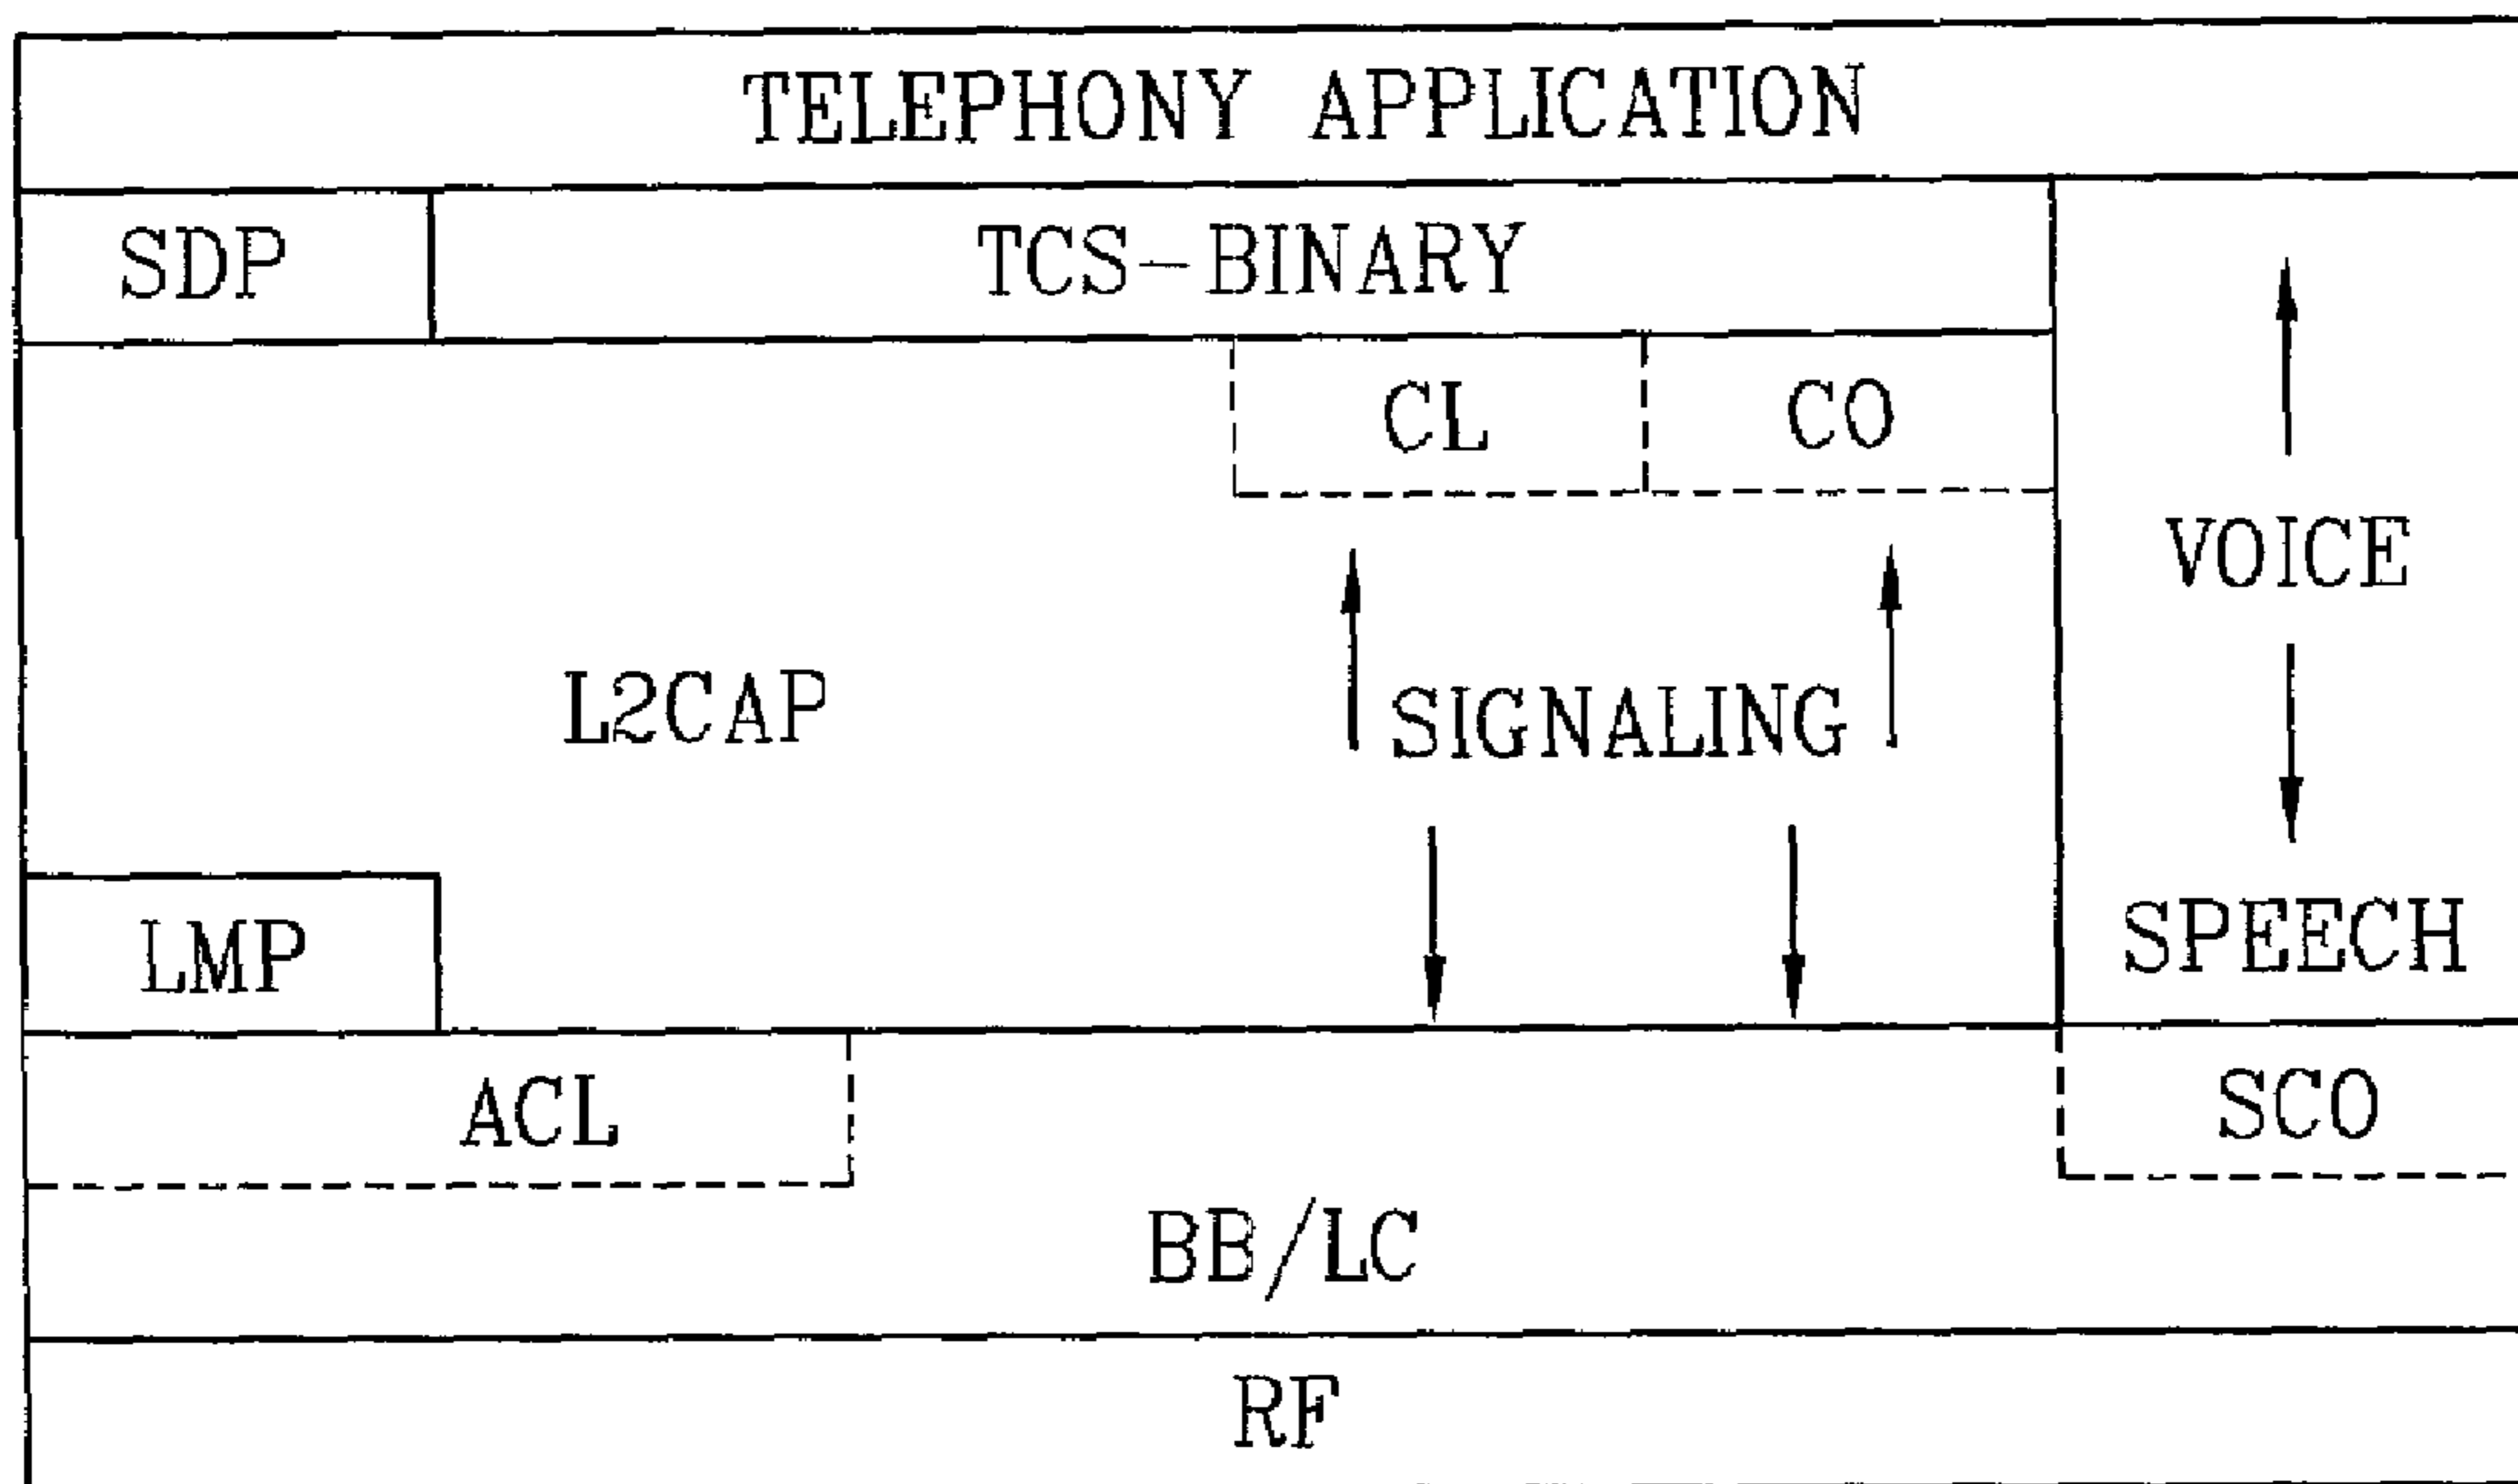 TELEPHONY APPLICATION
SDP
TCS-BINARY
CL
CO
VOICE
L2CAP
SIGNALING
LMP
SPEECH
ACL
SCO
BB/LC
RF